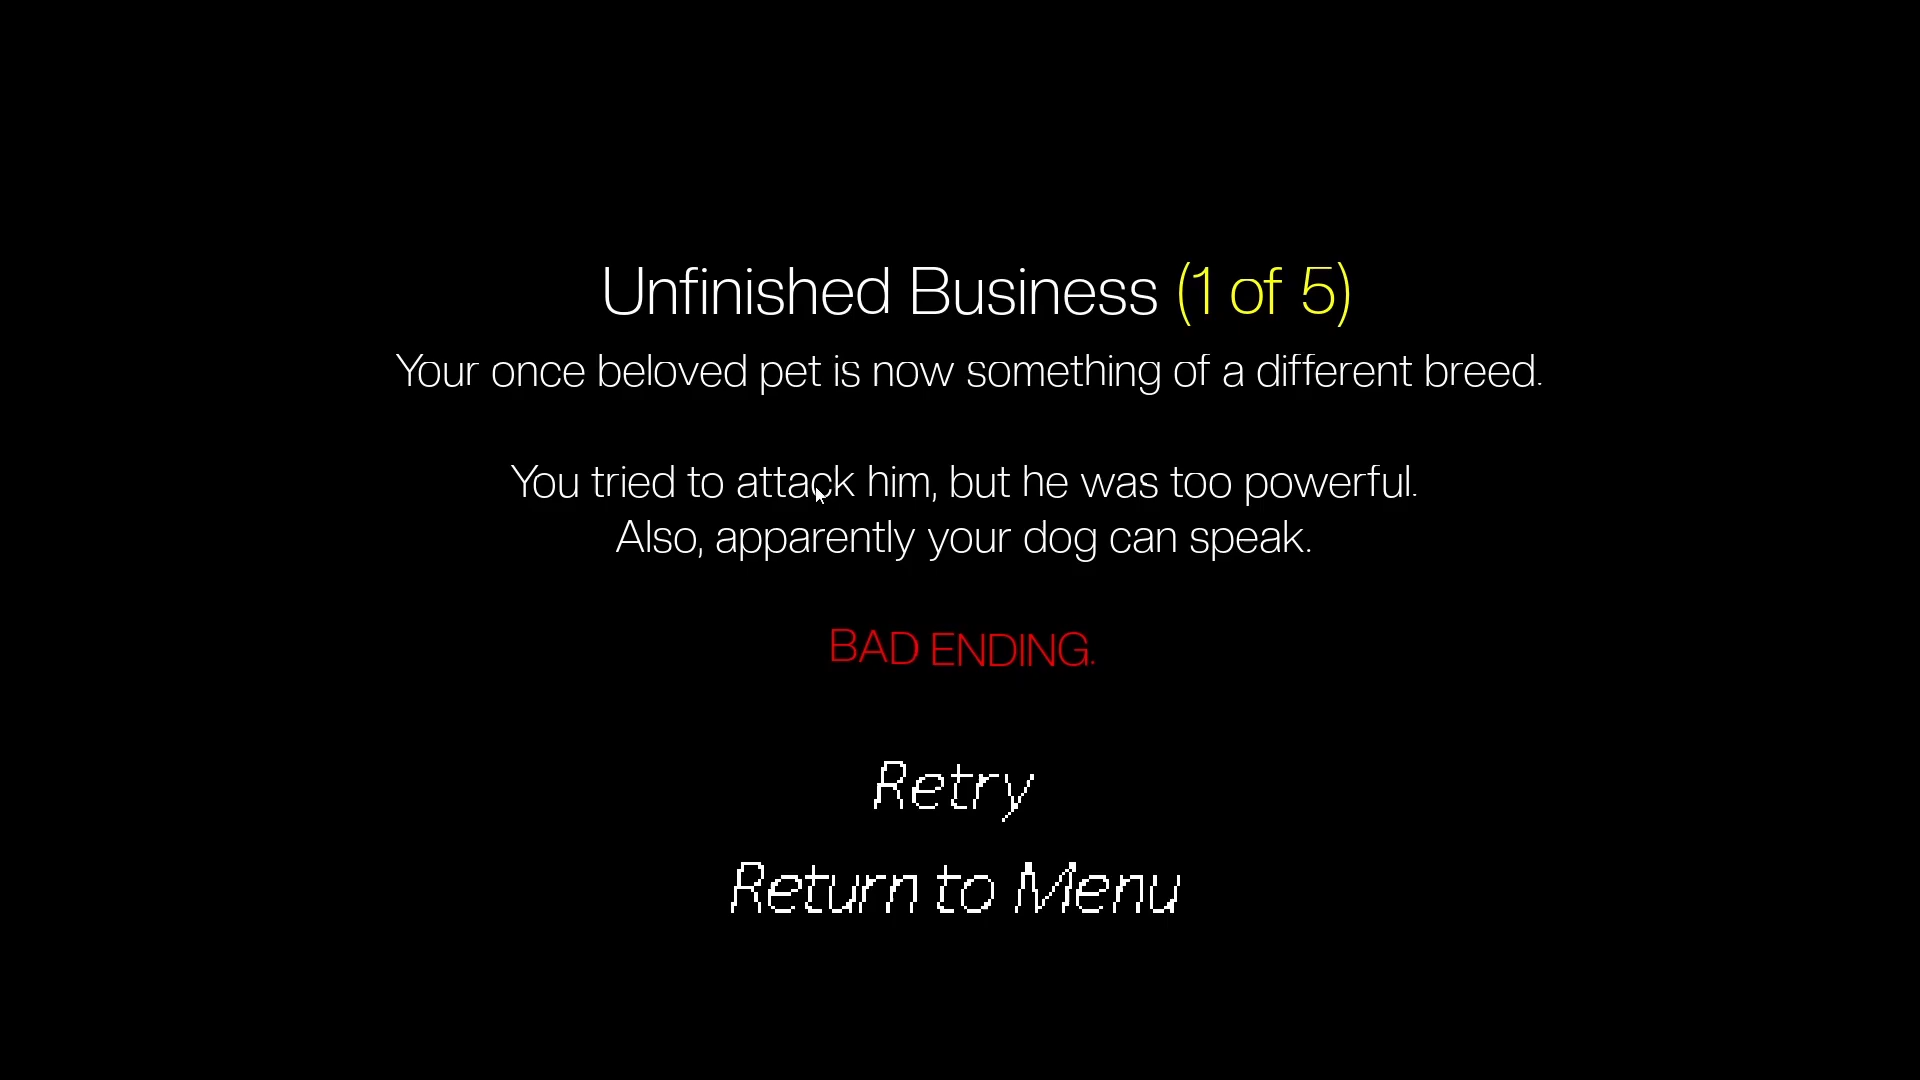 Unfinished Business (1 of 5)
Your once beloved pet is now something of a different breed.
You tried to attack him, but he was too powerful.
Also, apparently your dog can speak.
BAD ENDING.
Retry
Return to Menu